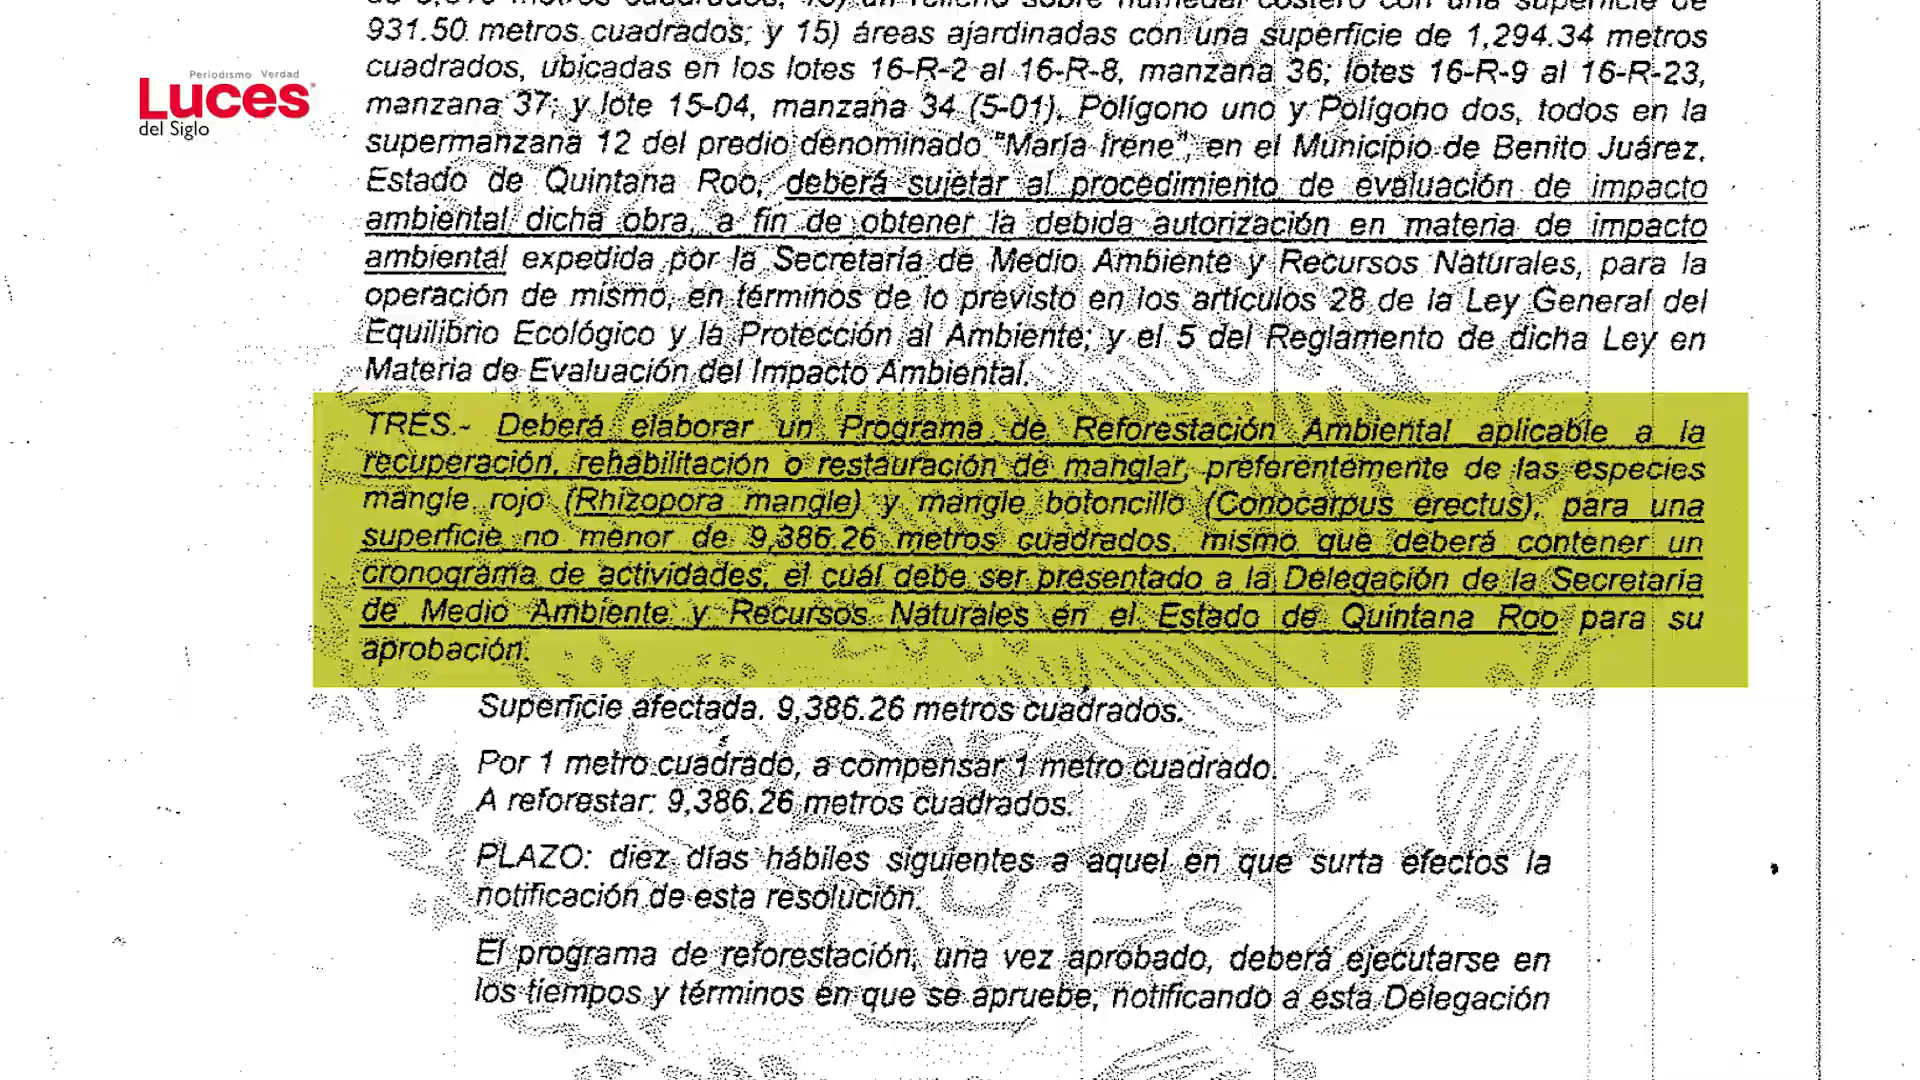 931.50 metros cuadrados; y 15) áreas ajardinadas con una superficie de 1,294.34 metros
cuadrados, ubicadas en los lotes 16-R-2 al 16-R-8, manzana 36; lotes 16-R-9 al 16-R-23,
manzana 37; y lote 15-04, manzana 34 (5-01), Polígono uno y Polígono dos, todos en la
supermanzana 12 del predio denominado "María Irene", en el Municipio de Benito Juárez,
Estado de Quintana Roo, deberá sujetar al procedimiento de evaluación de impacto
ambiental dicha obra, a fin de obtener la debida autorización en materia de impacto
ambiental expedida por la Secretaría de Medio Ambiente y Recursos Naturales, para la
operación de mismo, en términos de lo previsto en los artículos 28 de la Ley General del
Equilibrio Ecológico y la Protección al Ambiente; y el 5 del Reglamento de dicha Ley en
Materia de Evaluación del Impacto Ambiental.
Periodismo Verdad
Luces
del Siglo
TRES.- Deberá elaborar un Programa de Reforestación Ambiental aplicable a la
recuperación, rehabilitación o restauración de manglar, preferentemente de las especies
mangle rojo (Rhizopora mangle) y mangle botoncillo (Conocarpus erectus), para una
superficie no menor de 9,386.26 metros cuadrados, mismo que deberá contener un
cronograma de actividades, el cuál debe ser presentado a la Delegación de la Secretaría
de Medio Ambiente y Recursos Naturales en el Estado de Quintana Roo para su
aprobación.
Superficie afectada. 9,386.26 metros cuadrados.
Por 1 metro cuadrado, a compensar 1 metro cuadrado.
A reforestar: 9,386.26 metros cuadrados.
PLAZO: diez días hábiles siguientes a aquel en que surta efectos la
notificación de esta resolución.
El programa de reforestación, una vez aprobado, deberá ejecutarse en
los tiempos y términos en que se apruebe, notificando a esta Delegación